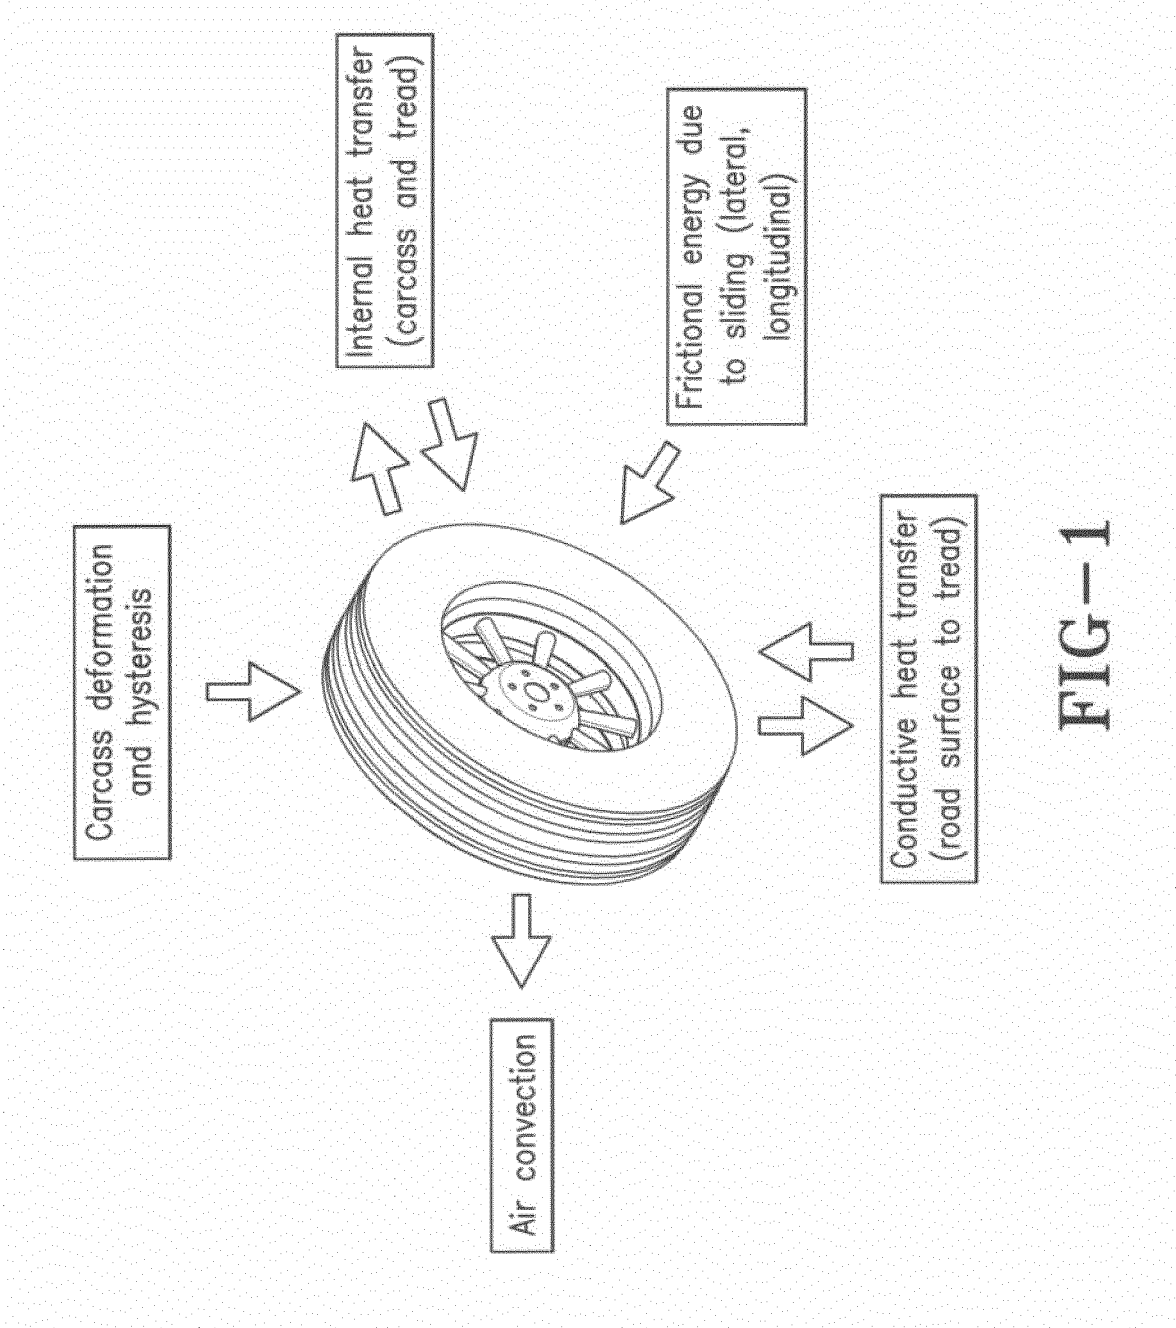 Carcass deformation
and hysteresis
Internal heat transfer
(carcass and tread)
Air convection
Frictional energy due
to sliding (lateral,
longitudinal)
Conductive heat transfer
(road surface to tread)
FIG-1